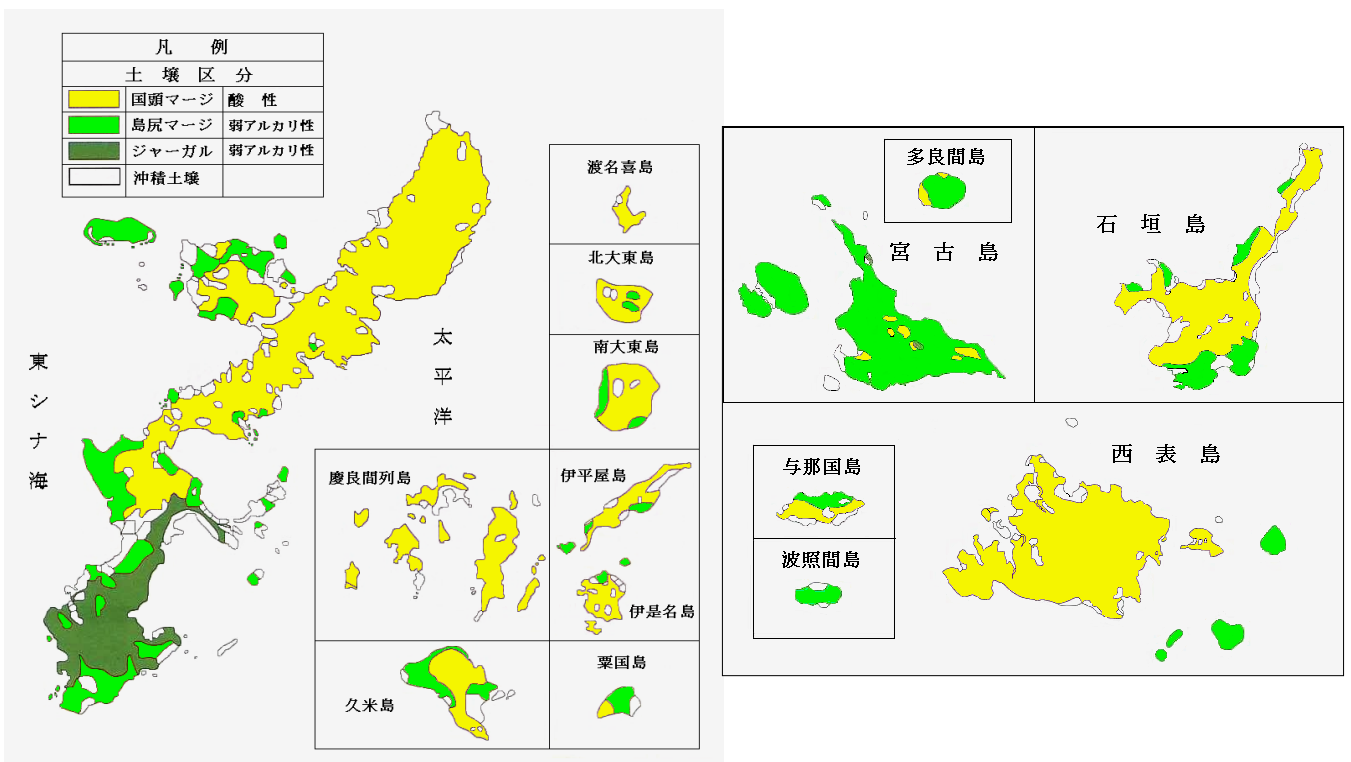 凡 例
土 壌 区 分
国頭マージ 酸 性
島尻マージ 弱アルカリ性
ジャーガル 弱アルカリ性
沖積土壌
東シナ海
太平洋
渡名喜島
北大東島
南大東島
慶良間列島
伊平屋島
伊是名島
久米島
粟国島
多良間島
宮 古 島
石 垣 島
西 表 島
与那国島
波照間島